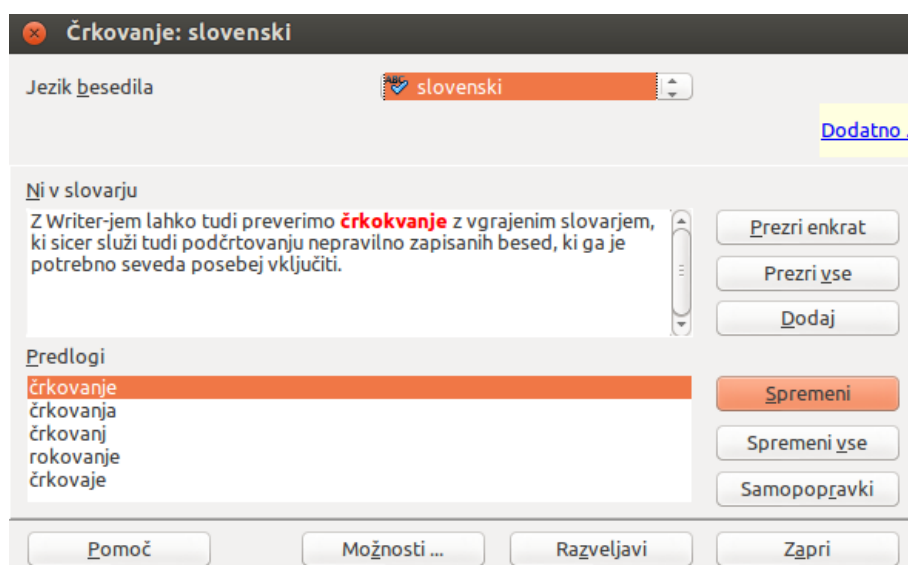 Črkovanje: slovenski
Jezik besedila
slovenski
Dodatno
Ni v slovarju
Z Writer-jem lahko tudi preverimo črkokvanje z vgrajenim slovarjem,
ki sicer služi tudi podčrtovanju nepravilno zapisanih besed, ki ga je
potrebno seveda posebej vključiti.
Prezri enkrat
Prezri vse
Dodaj
Predlogi
črkovanje
črkovanja
črkovanj
rokovanje
črkovaje
Spremeni
Spremeni vse
Samopopravki
Pomoč
Možnosti ...
Razveljavi
Zapri